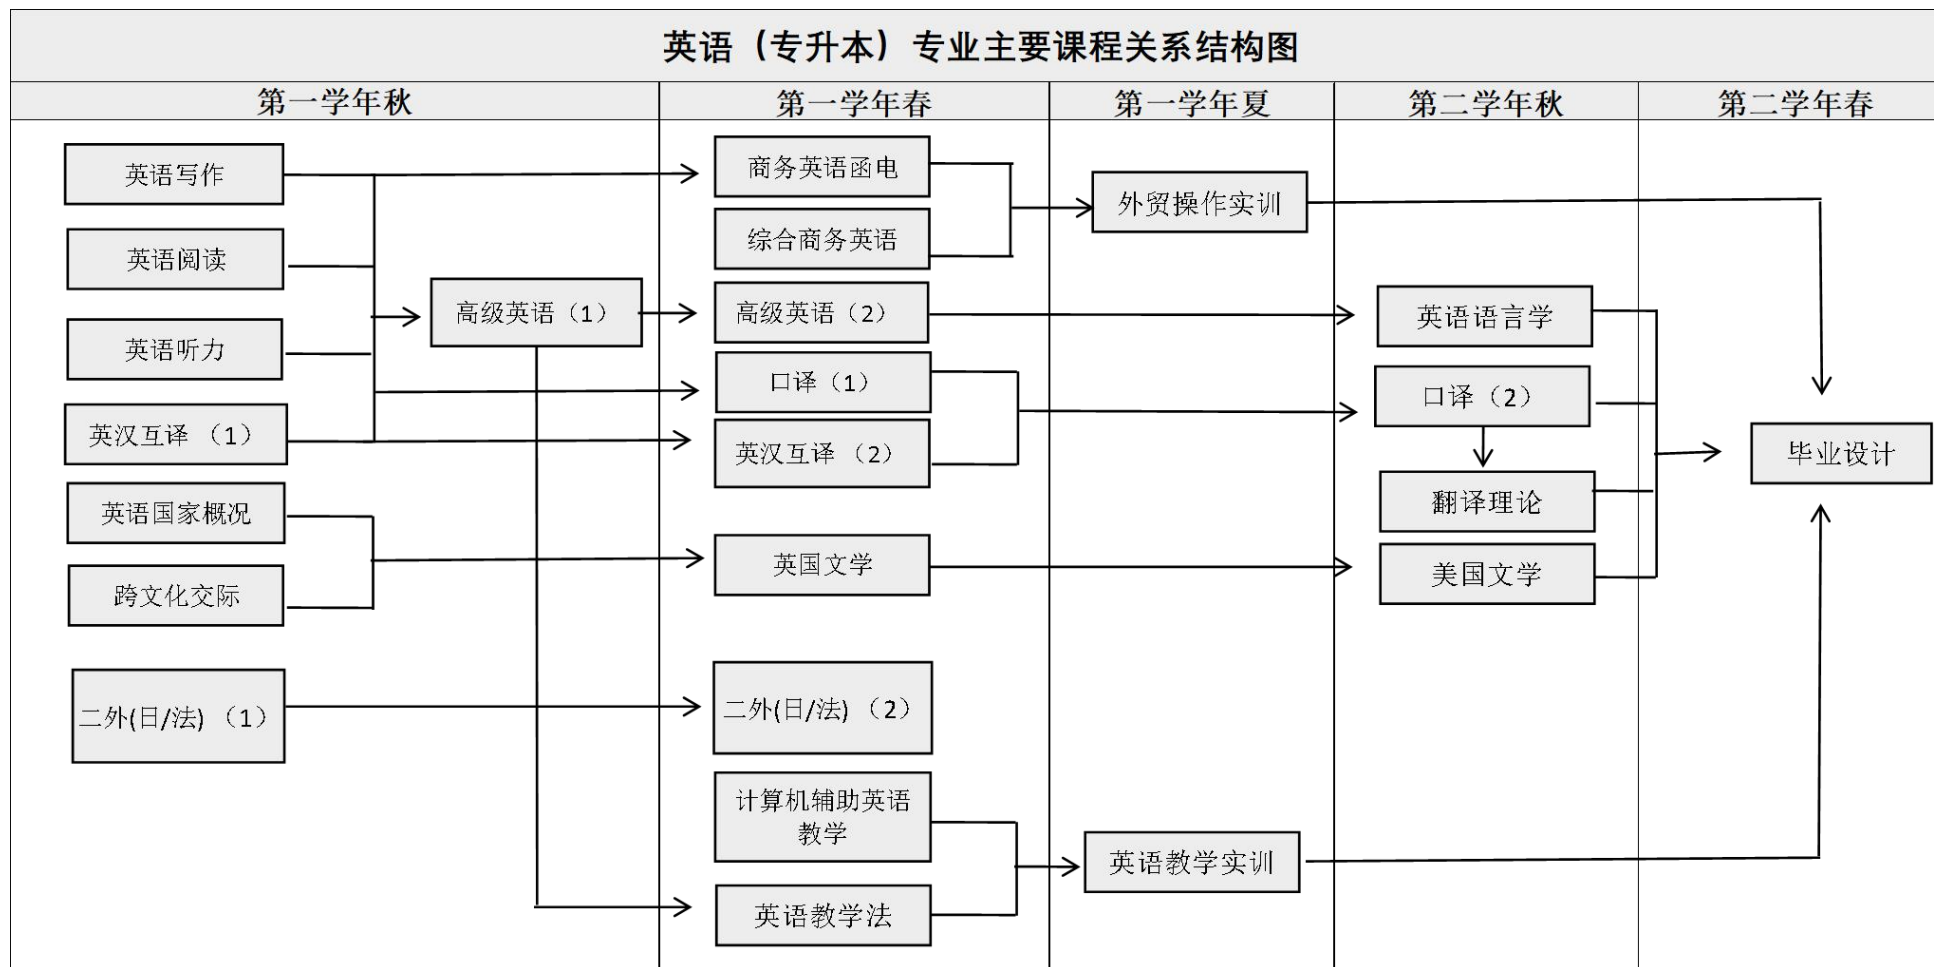 英语（专升本）专业主要课程关系结构图
第一学年秋
第一学年春
第一学年夏
第二学年秋
第二学年春
英语写作
英语阅读
英语听力
英汉互译 （1）
英语国家概况
跨文化交际
二外(日/法) （1）
高级英语（1）
商务英语函电
综合商务英语
高级英语（2）
口译（1）
英汉互译 （2）
英国文学
二外(日/法) （2）
计算机辅助英语
教学
英语教学法
外贸操作实训
英语教学实训
英语语言学
口译（2）
翻译理论
美国文学
毕业设计